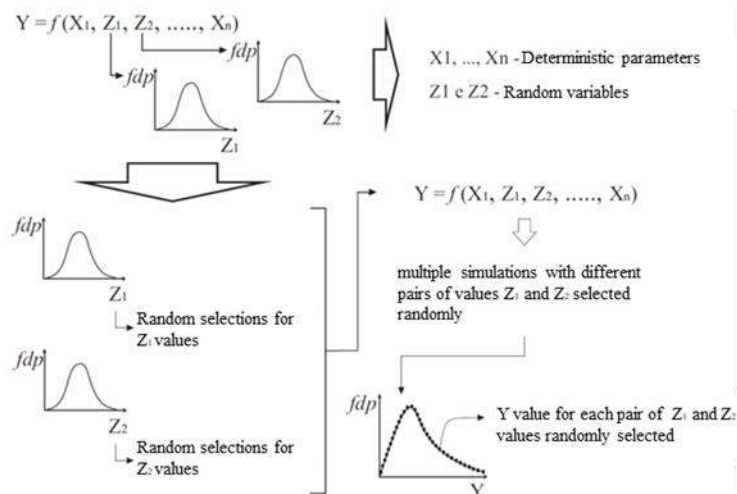 Y = f (X₁, Z₁, Z₂, ....., Xₙ)
fdp
Z₂
fdp
Z₁
X1, ..., Xn - Deterministic parameters
Z1 e Z2 - Random variables
fdp
Z₁
Random selections for
Z₁ values
fdp
Z₂
Random selections for
Z₂ values
Y = f (X₁, Z₁, Z₂, ....., Xₙ)
multiple simulations with different
pairs of values Z₁ and Z₂ selected
randomly
fdp
Y value for each pair of Z₁ and Z₂
values randomly selected
Y